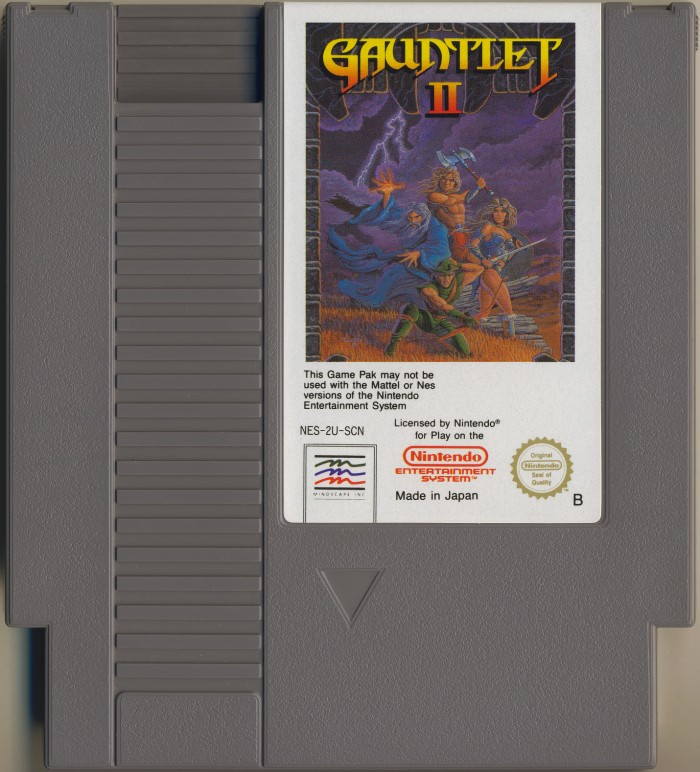 GAUNTLET
II
This Game Pak may not be
used with the Mattel or Nes
versions of the Nintendo
Entertainment System
NES-2U-SCN
Licensed by Nintendo®
for Play on the
Nintendo
ENTERTAINMENT
SYSTEM™
Made in Japan
MINDSCAPE INC
Original
Nintendo
Seal of
Quality
B